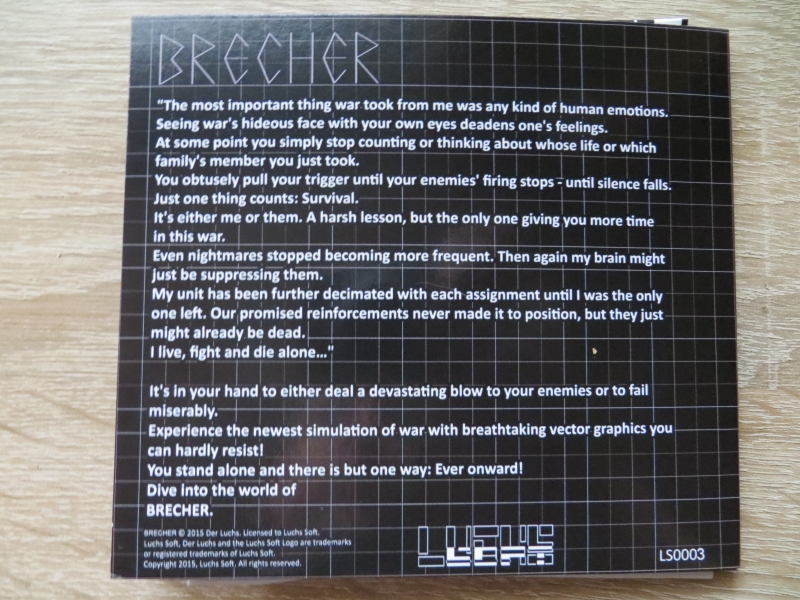 BRECHER
"The most important thing war took from me was any kind of human emotions.
Seeing war's hideous face with your own eyes deadens one's feelings.
At some point you simply stop counting or thinking about whose life or which
family's member you just took.
You obtusely pull your trigger until your enemies' firing stops - until silence falls.
Just one thing counts: Survival.
It's either me or them. A harsh lesson, but the only one giving you more time
in this war.
Even nightmares stopped becoming more frequent. Then again my brain might
just be suppressing them.
My unit has been further decimated with each assignment until I was the only
one left. Our promised reinforcements never made it to position, but they just
might already be dead.
I live, fight and die alone..."
It's in your hand to either deal a devastating blow to your enemies or to fail
miserably.
Experience the newest simulation of war with breathtaking vector graphics you
can hardly resist!
You stand alone and there is but one way: Ever onward!
Dive into the world of
BRECHER.
BRECHER © 2015 Der Luchs. Licensed to Luchs Soft.
Luchs Soft, Der Luchs and the Luchs Soft Logo are trademarks
or registered trademarks of Luchs Soft.
Copyright 2015, Luchs Soft. All rights reserved.
LUCHS
SOFT
LS0003